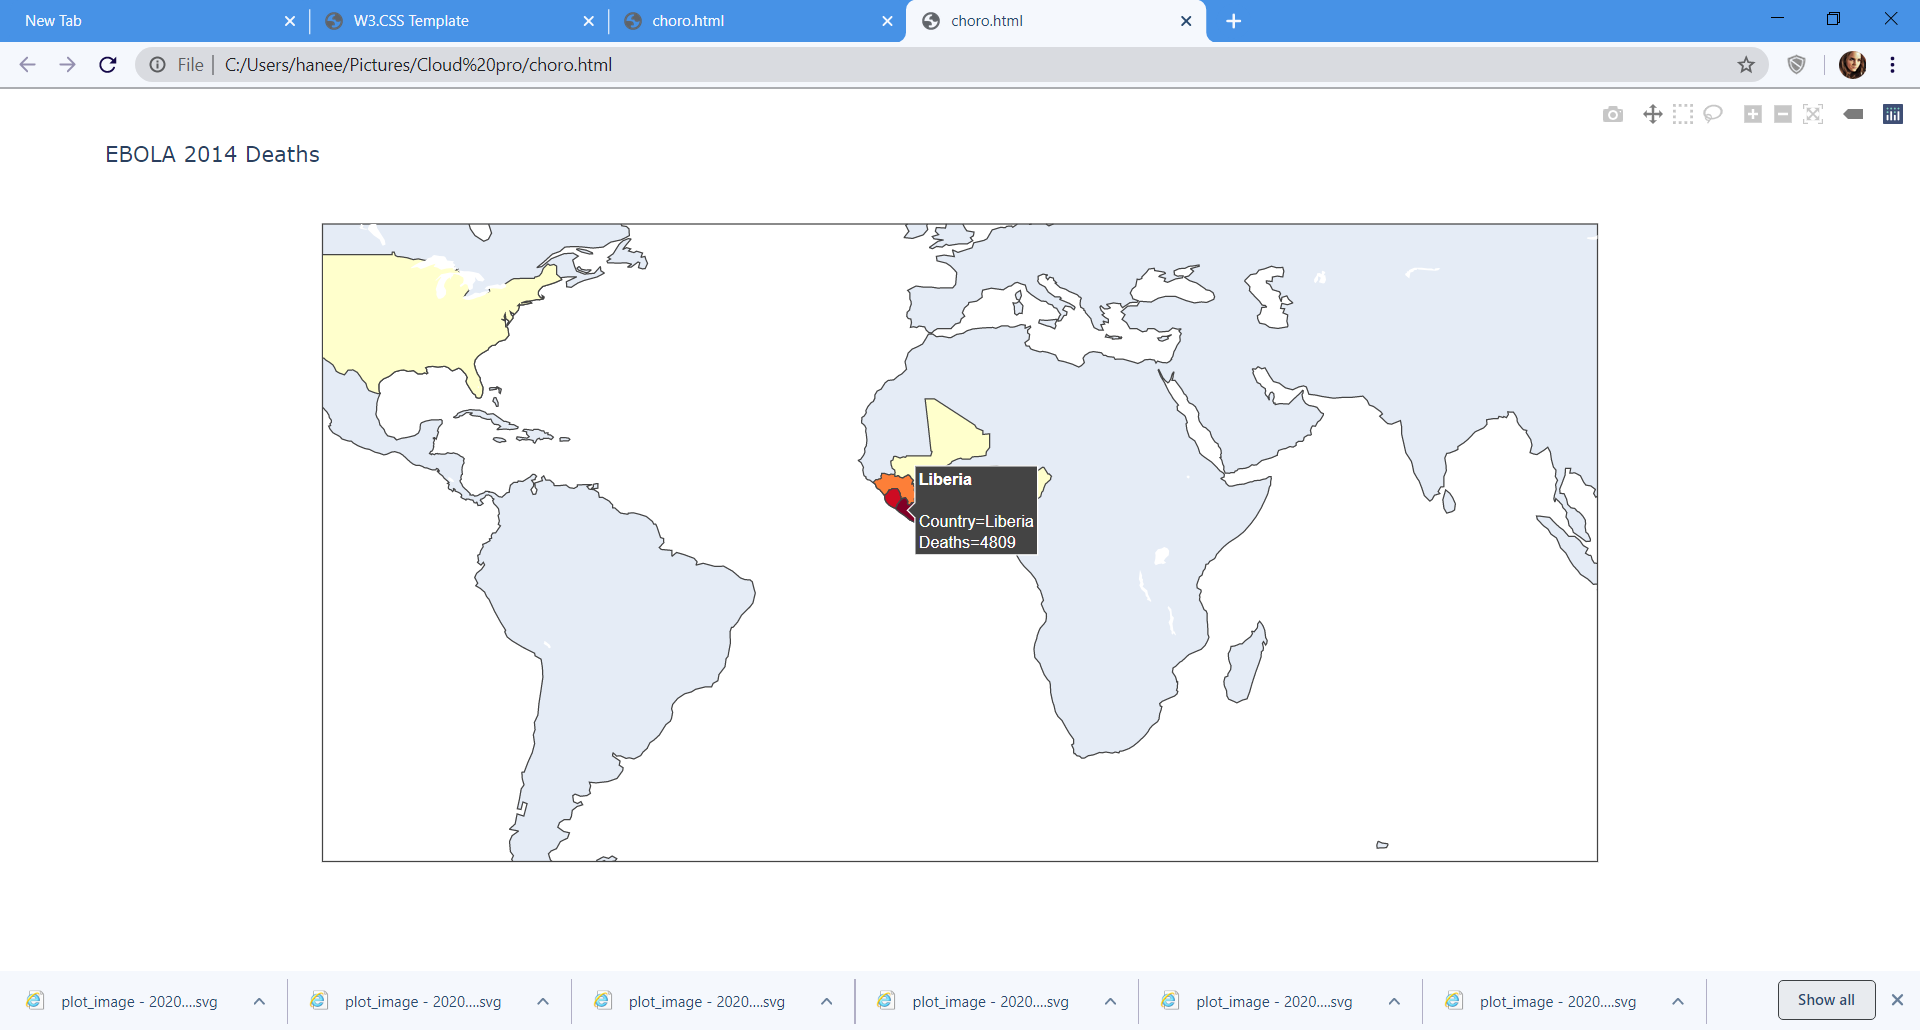 New Tab
W3.CSS Template
choro.html
choro.html
File
C:/Users/hanee/Pictures/Cloud%20pro/choro.html
EBOLA 2014 Deaths
Liberia
Country=Liberia
Deaths=4809
plot_image - 2020....svg
plot_image - 2020....svg
plot_image - 2020....svg
plot_image - 2020....svg
plot_image - 2020....svg
plot_image - 2020....svg
Show all